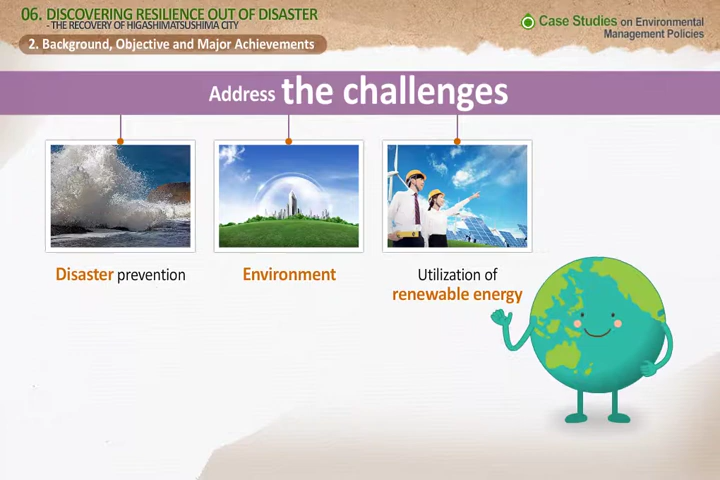 06. DISCOVERING RESILIENCE OUT OF DISASTER
- THE RECOVERY OF HIGASHIMATSUSHIMA CITY
2. Background, Objective and Major Achievements
Case Studies on Environmental
Management Policies
Address the challenges
Disaster prevention
Environment
Utilization of
renewable energy